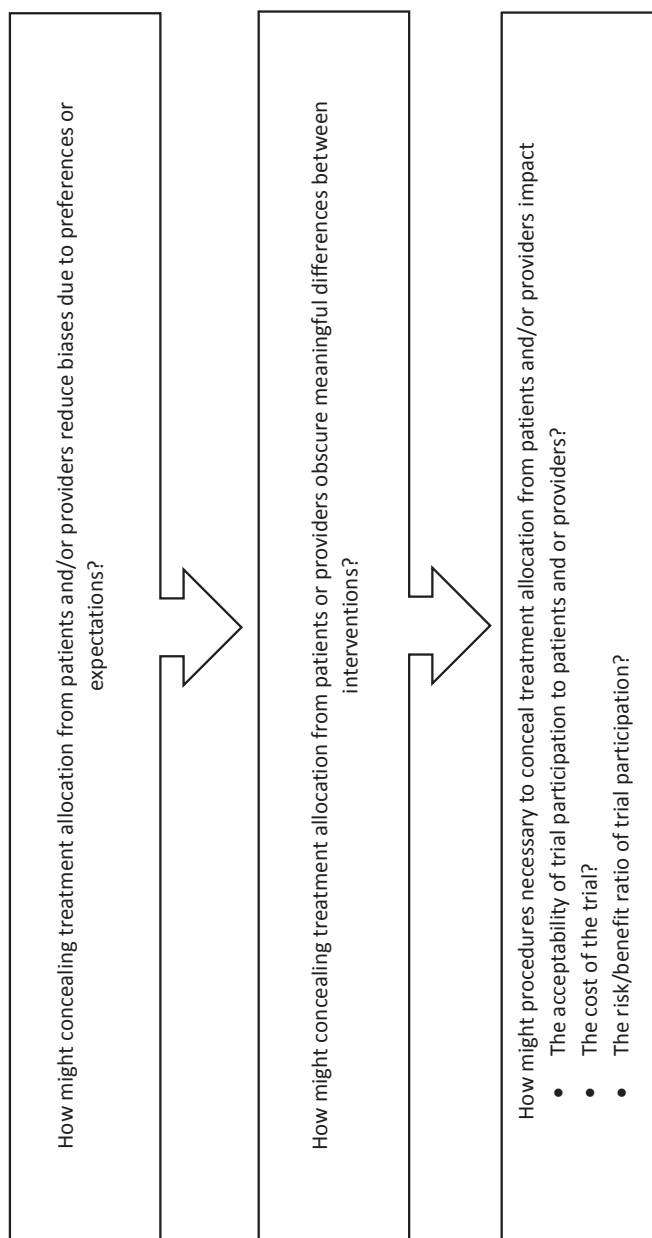 How might concealing treatment allocation from patients and/or providers reduce biases due to preferences or
expectations?
How might concealing treatment allocation from patients or providers obscure meaningful differences between
interventions?
How might procedures necessary to conceal treatment allocation from patients and/or providers impact
• The acceptability of trial participation to patients and or providers?
• The cost of the trial?
• The risk/benefit ratio of trial participation?